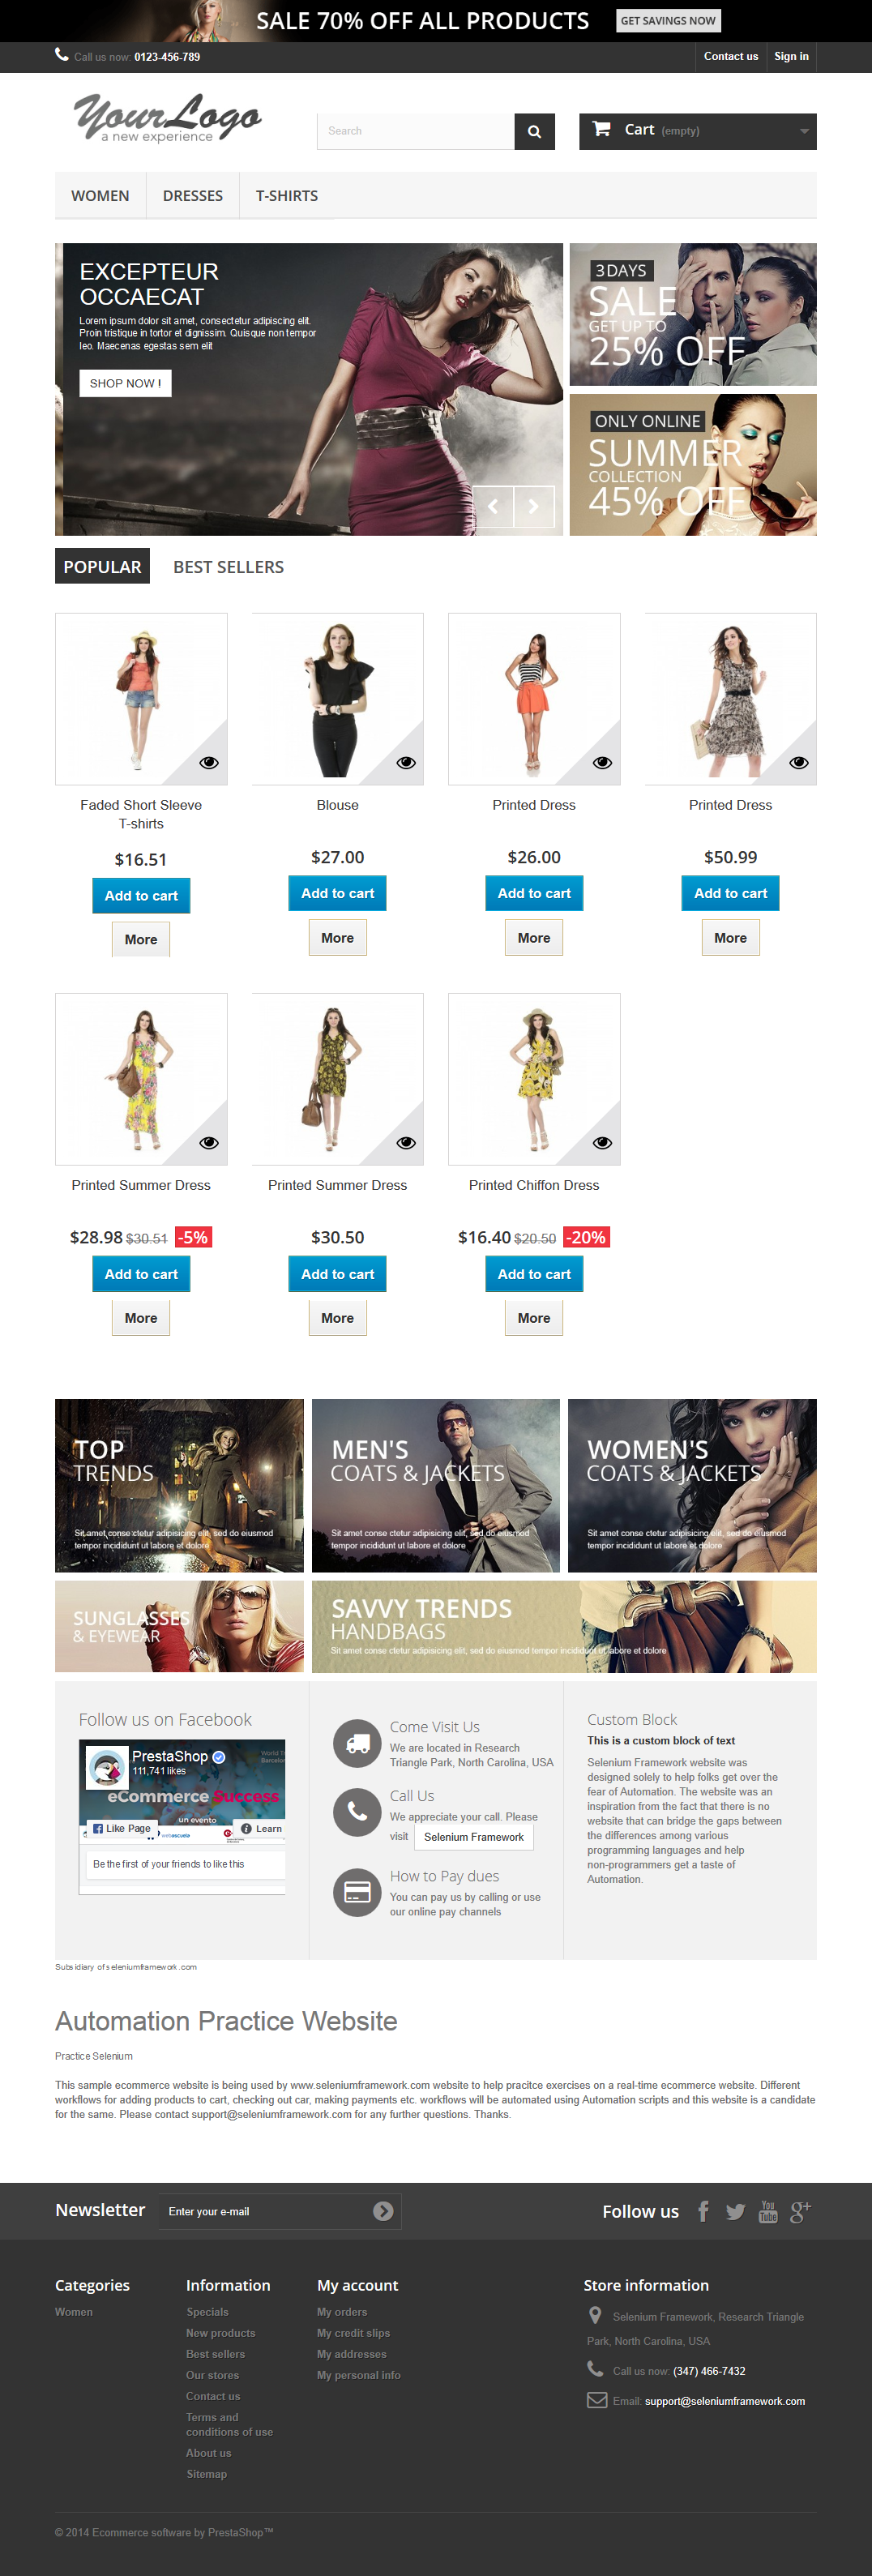 SALE 70% OFF ALL PRODUCTS GET SAVINGS NOW
Call us now: 0123-456-789 Contact us Sign in
YourLogo
a new experience
Search
Cart (empty)
WOMEN DRESSES T-SHIRTS
EXCEPTEUR
OCCAECAT
Lorem ipsum dolor sit amet, consectetur adipiscing elit.
Proin tristique in tortor et dignissim. Quisque non tempor
leo. Maecenas egestas sem elit
SHOP NOW !
3 DAYS
SALE
GET UP TO
25% OFF
ONLY ONLINE
SUMMER
COLLECTION
45% OFF
POPULAR BEST SELLERS
Faded Short Sleeve
T-shirts
$16.51
Add to cart
More
Blouse
$27.00
Add to cart
More
Printed Dress
$26.00
Add to cart
More
Printed Dress
$50.99
Add to cart
More
Printed Summer Dress
$28.98 $30.51 -5%
Add to cart
More
Printed Summer Dress
$30.50
Add to cart
More
Printed Chiffon Dress
$16.40 $20.50 -20%
Add to cart
More
TOP
TRENDS
Sit amet conse ctetur adipisicing elit, sed do eiusmod
tempor incididunt ut labore et dolore
MEN'S
COATS & JACKETS
Sit amet conse ctetur adipisicing elit, sed do eiusmod
tempor incididunt ut labore et dolore
WOMEN'S
COATS & JACKETS
Sit amet conse ctetur adipisicing elit, sed do eiusmod
tempor incididunt ut labore et dolore
SUNGLASSES
& EYEWEAR
SAVVY TRENDS
HANDBAGS
Sit amet conse ctetur adipisicing elit, sed do eiusmod tempor incididunt ut labore et dolore
Follow us on Facebook
PrestaShop
111,741 likes
eCommerce Success
un evento
webescuela
Like Page Learn
Be the first of your friends to like this
Come Visit Us
We are located in Research
Triangle Park, North Carolina, USA
Call Us
We appreciate your call. Please
visit Selenium Framework
How to Pay dues
You can pay us by calling or use
our online pay channels
Custom Block
This is a custom block of text
Selenium Framework website was
designed solely to help folks get over the
fear of Automation. The website was an
inspiration from the fact that there is no
website that can bridge the gaps between
the differences among various
programming languages and help
non-programmers get a taste of
Automation.
Subsidiary of seleniumframework.com
Automation Practice Website
Practice Selenium
This sample ecommerce website is being used by www.seleniumframework.com website to help pracitce exercises on a real-time ecommerce website. Different
workflows for adding products to cart, checking out car, making payments etc. workflows will be automated using Automation scripts and this website is a candidate
for the same. Please contact support@seleniumframework.com for any further questions. Thanks.
Newsletter Enter your e-mail
Follow us
You
Tube
g+
Categories
Women
Information
Specials
New products
Best sellers
Our stores
Contact us
Terms and
conditions of use
About us
Sitemap
My account
My orders
My credit slips
My addresses
My personal info
Store information
Selenium Framework, Research Triangle
Park, North Carolina, USA
Call us now: (347) 466-7432
Email: support@seleniumframework.com
© 2014 Ecommerce software by PrestaShop™